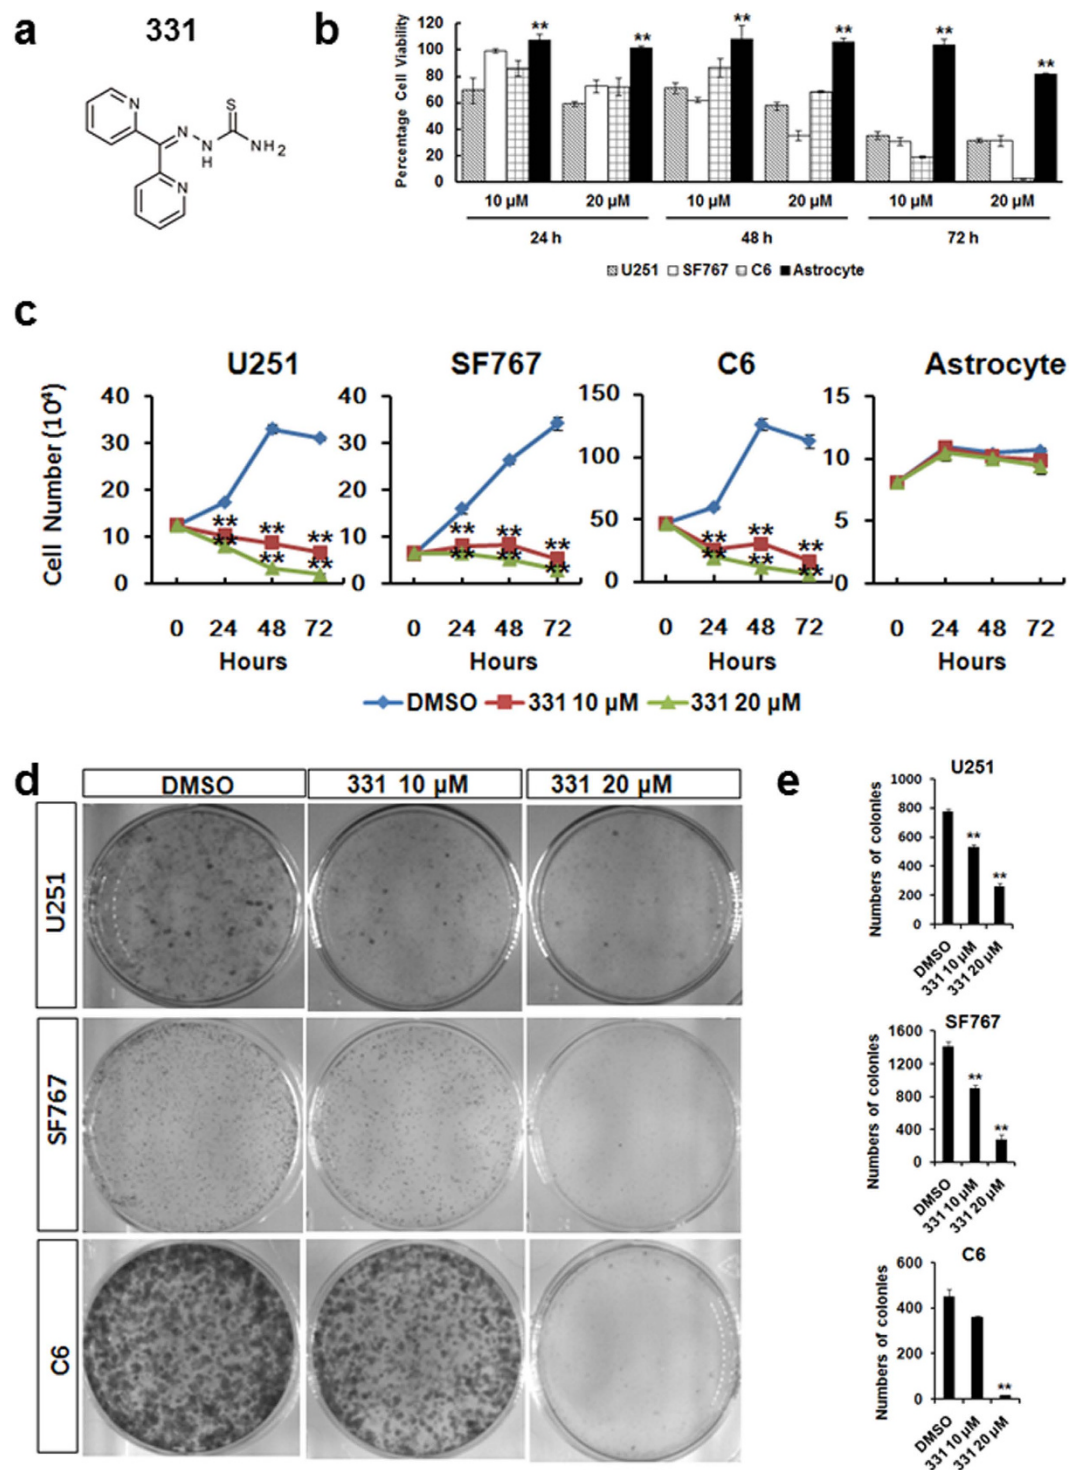 a
331
N
N
N
H
S
NH2
N
b
Percentage Cell Viability
120
100
80
60
40
20
0
** ** ** ** ** **
10 µM 20 µM 10 µM 20 µM 10 µM 20 µM
24 h 48 h 72 h
U251 SF767 C6 Astrocyte
c
U251 SF767 C6 Astrocyte
Cell Number (10⁴)
40
30
20
10
0
** ** **
** ** **
0 24 48 72
Hours
40
30
20
10
0
** ** **
** ** **
0 24 48 72
Hours
150
100
50
0
** ** **
** ** **
0 24 48 72
Hours
15
10
5
0
0 24 48 72
Hours
DMSO 331 10 µM 331 20 µM
d
DMSO 331 10 µM 331 20 µM
U251
SF767
C6
e
U251
Numbers of colonies
1000
800
600
400
200
0
**
**
DMSO
331 10 µM
331 20 µM
SF767
Numbers of colonies
1600
1200
800
400
0
**
**
DMSO
331 10 µM
331 20 µM
C6
Numbers of colonies
600
400
200
0
**
DMSO
331 10 µM
331 20 µM